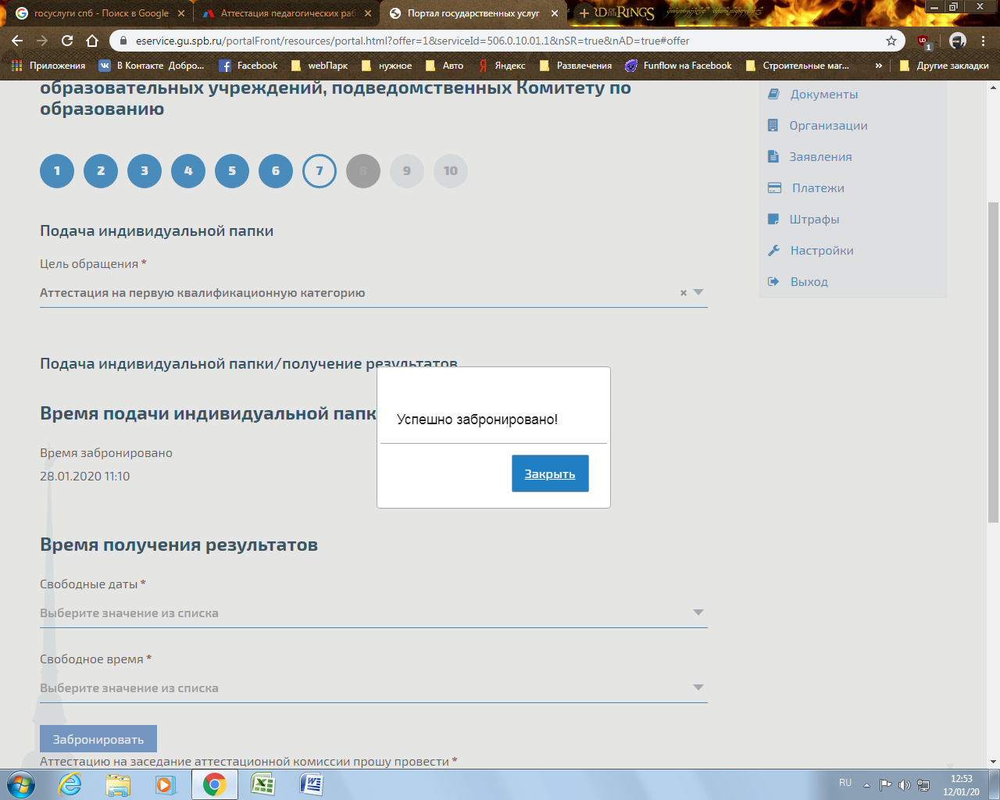 госуслуги спб - Поиск в Google
Аттестация педагогических раб
Портал государственных услуг
RD OF THE RINGS
eservice.gu.spb.ru/portalFront/resources/portal.html?offer=1&serviceId=506.0.10.01.1&nSR=true&nAD=true#offer
1
Приложения
В Контакте Добро...
Facebook
webПарк
нужное
Авто
Яндекс
Развлечения
Funflow на Facebook
Строительные маг...
»
Другие закладки
образовательных учреждений, подведомственных Комитету по
образованию
1 2 3 4 5 6 7 8 9 10
Документы
Организации
Заявления
Платежи
Штрафы
Настройки
Выход
Подача индивидуальной папки
Цель обращения *
Аттестация на первую квалификационную категорию
Подача индивидуальной папки/получение результатов
Время подачи индивидуальной папк
Время забронировано
28.01.2020 11:10
Успешно забронировано!
Закрыть
Время получения результатов
Свободные даты *
Выберите значение из списка
Свободное время *
Выберите значение из списка
Забронировать
Аттестацию на заседание аттестационной комиссии прошу провести *
RU
12:53
12/01/20